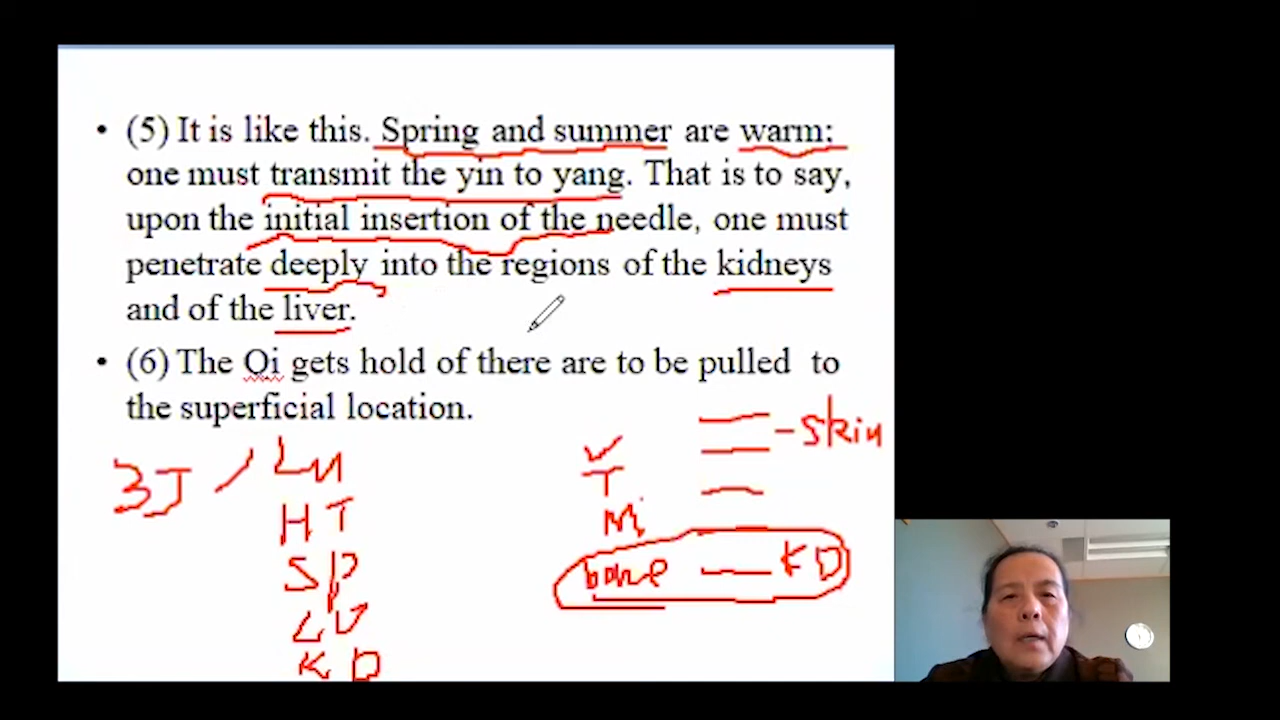 • (5) It is like this. Spring and summer are warm;
one must transmit the yin to yang. That is to say,
upon the initial insertion of the needle, one must
penetrate deeply into the regions of the kidneys
and of the liver.
• (6) The Qi gets hold of there are to be pulled to
the superficial location.
3J / LU
HT
SP
LV
KD
- Skin
T
M
bone — KD